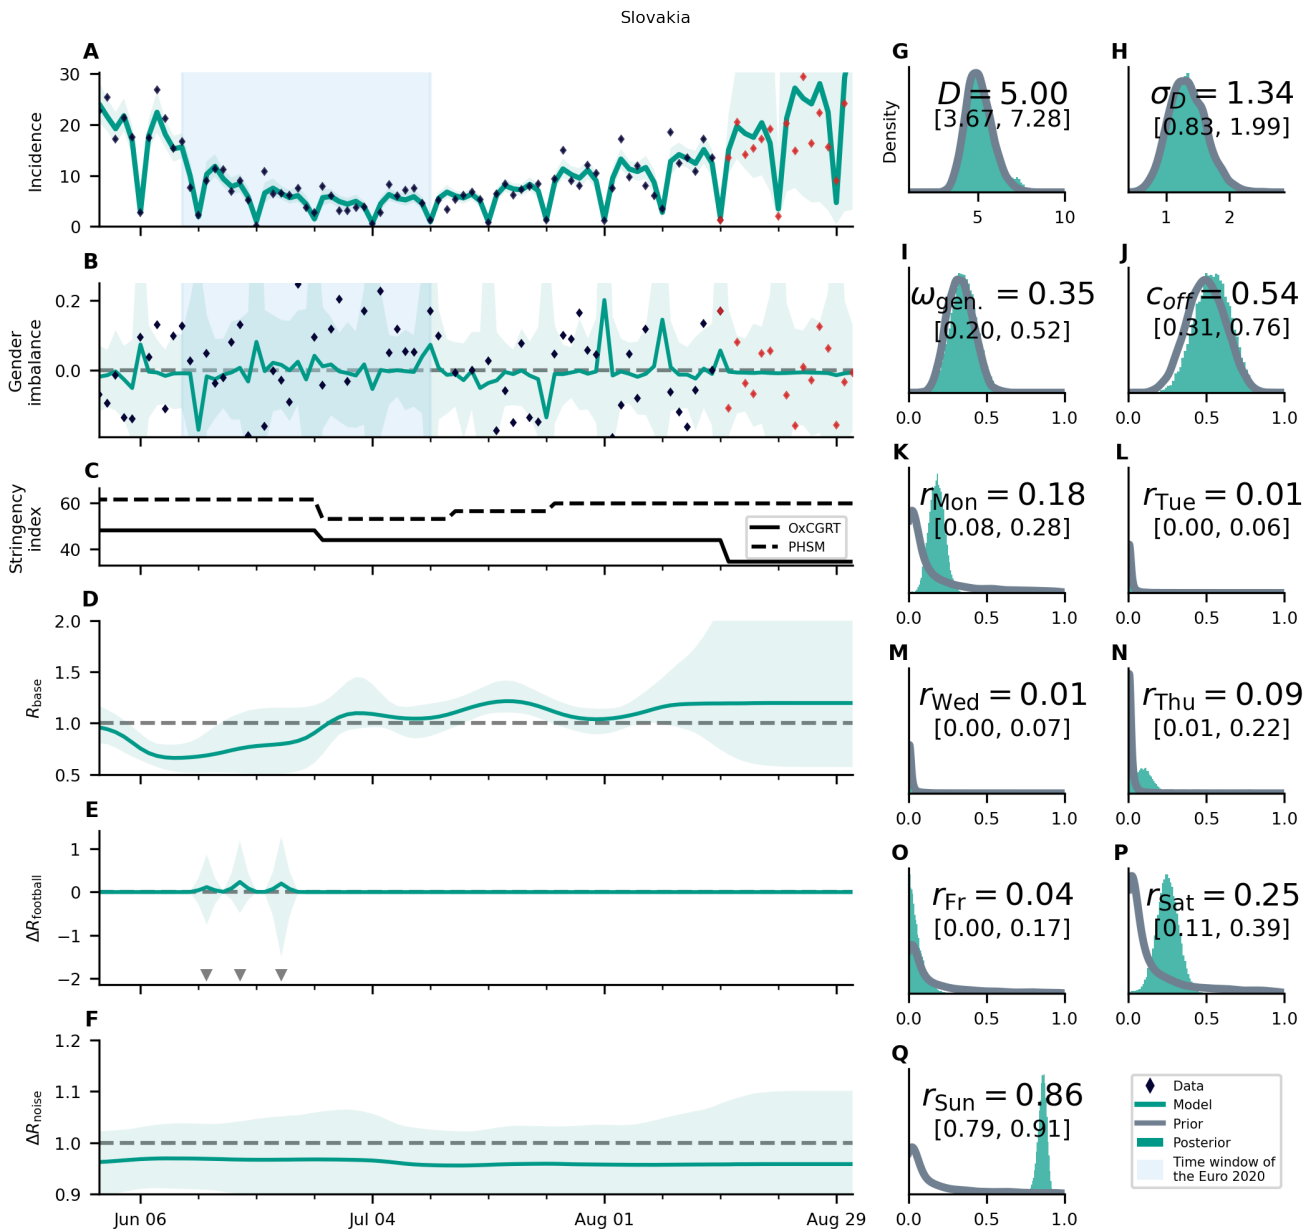 Slovakia
A
30
20
10
0
Incidence
B
0.2
0.0
Gender
imbalance
C
60
40
Stringency
index
OxCGRT
PHSM
D
2.0
1.5
1.0
0.5
R_base
E
1
0
−1
−2
ΔR_football
F
1.2
1.1
1.0
0.9
ΔR_noise
Jun 06 Jul 04 Aug 01 Aug 29
G
Density
D = 5.00
[3.67, 7.28]
5 10
H
σ_D = 1.34
[0.83, 1.99]
1 2
I
ω_gen. = 0.35
[0.20, 0.52]
0.0 0.5 1.0
J
c_off = 0.54
[0.31, 0.76]
0.0 0.5 1.0
K
r_Mon = 0.18
[0.08, 0.28]
0.0 0.5 1.0
L
r_Tue = 0.01
[0.00, 0.06]
0.0 0.5 1.0
M
r_Wed = 0.01
[0.00, 0.07]
0.0 0.5 1.0
N
r_Thu = 0.09
[0.01, 0.22]
0.0 0.5 1.0
O
r_Fr = 0.04
[0.00, 0.17]
0.0 0.5 1.0
P
r_Sat = 0.25
[0.11, 0.39]
0.0 0.5 1.0
Q
r_Sun = 0.86
[0.79, 0.91]
0.0 0.5 1.0
Data
Model
Prior
Posterior
Time window of
the Euro 2020